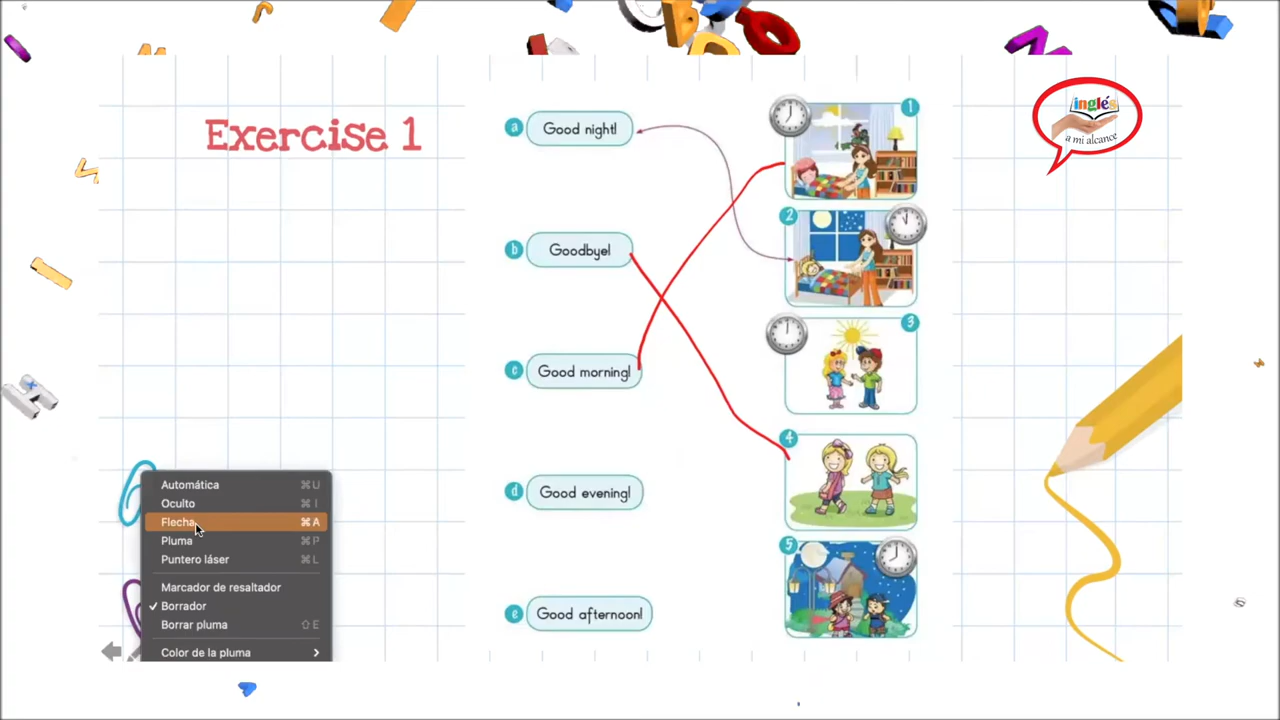 Exercise 1
inglés
a mi alcance
a Good night!
b Goodbye!
c Good morning!
d Good evening!
e Good afternoon!
1
2
3
4
5
Automática ⌘U
Oculto ⌘I
Flecha ⌘A
Pluma ⌘P
Puntero láser ⌘L
Marcador de resaltador
✓ Borrador
Borrar pluma ⇧E
Color de la pluma >